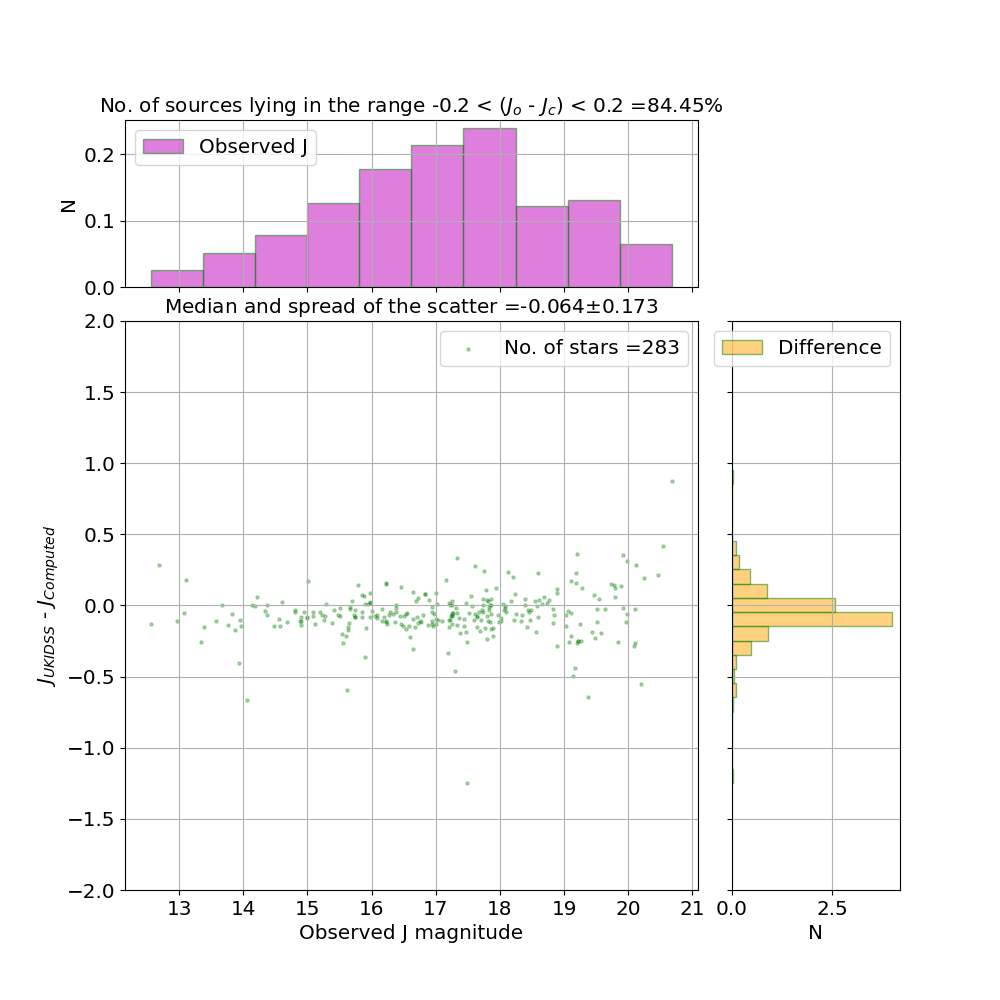 No. of sources lying in the range -0.2 < (J_o - J_c) < 0.2 =84.45%
Observed J
N
0.2
0.1
0.0
Median and spread of the scatter =-0.064±0.173
No. of stars =283
Difference
J_UKIDSS - J_Computed
2.0
1.5
1.0
0.5
0.0
−0.5
−1.0
−1.5
−2.0
13 14 15 16 17 18 19 20 21
0.0 2.5
Observed J magnitude
N